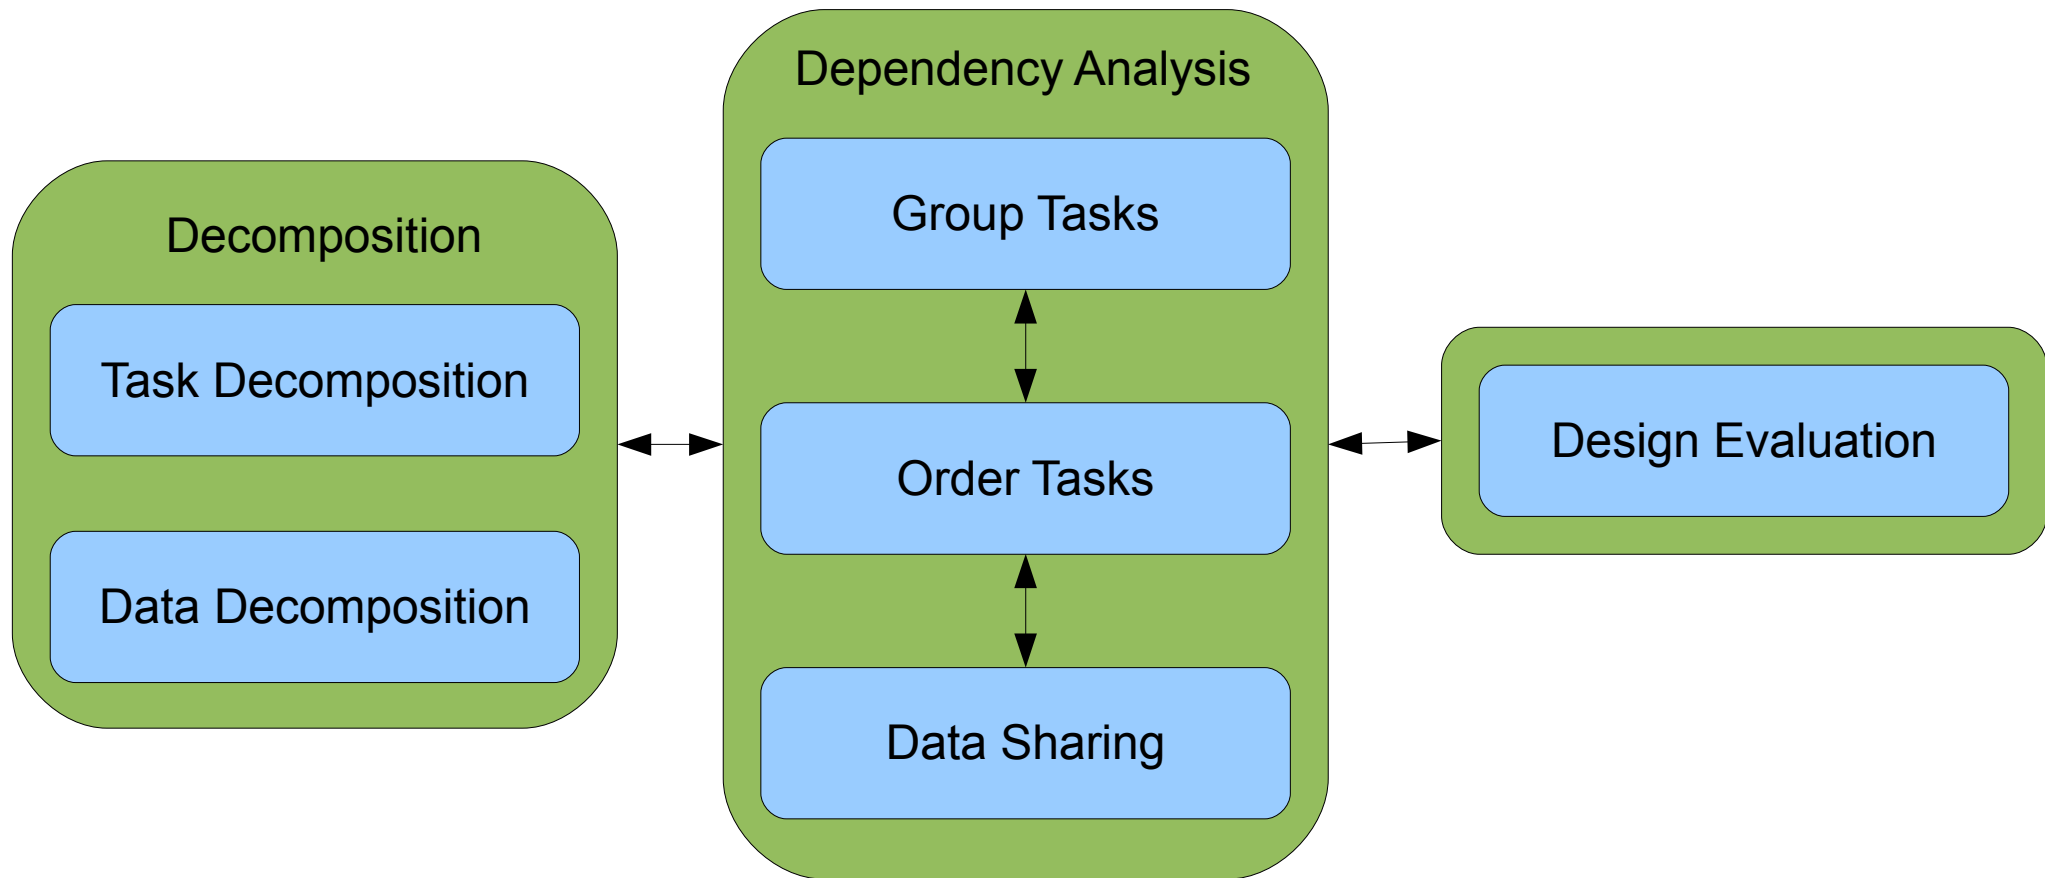 Decomposition
Task Decomposition
Data Decomposition
Dependency Analysis
Group Tasks
Order Tasks
Data Sharing
Design Evaluation